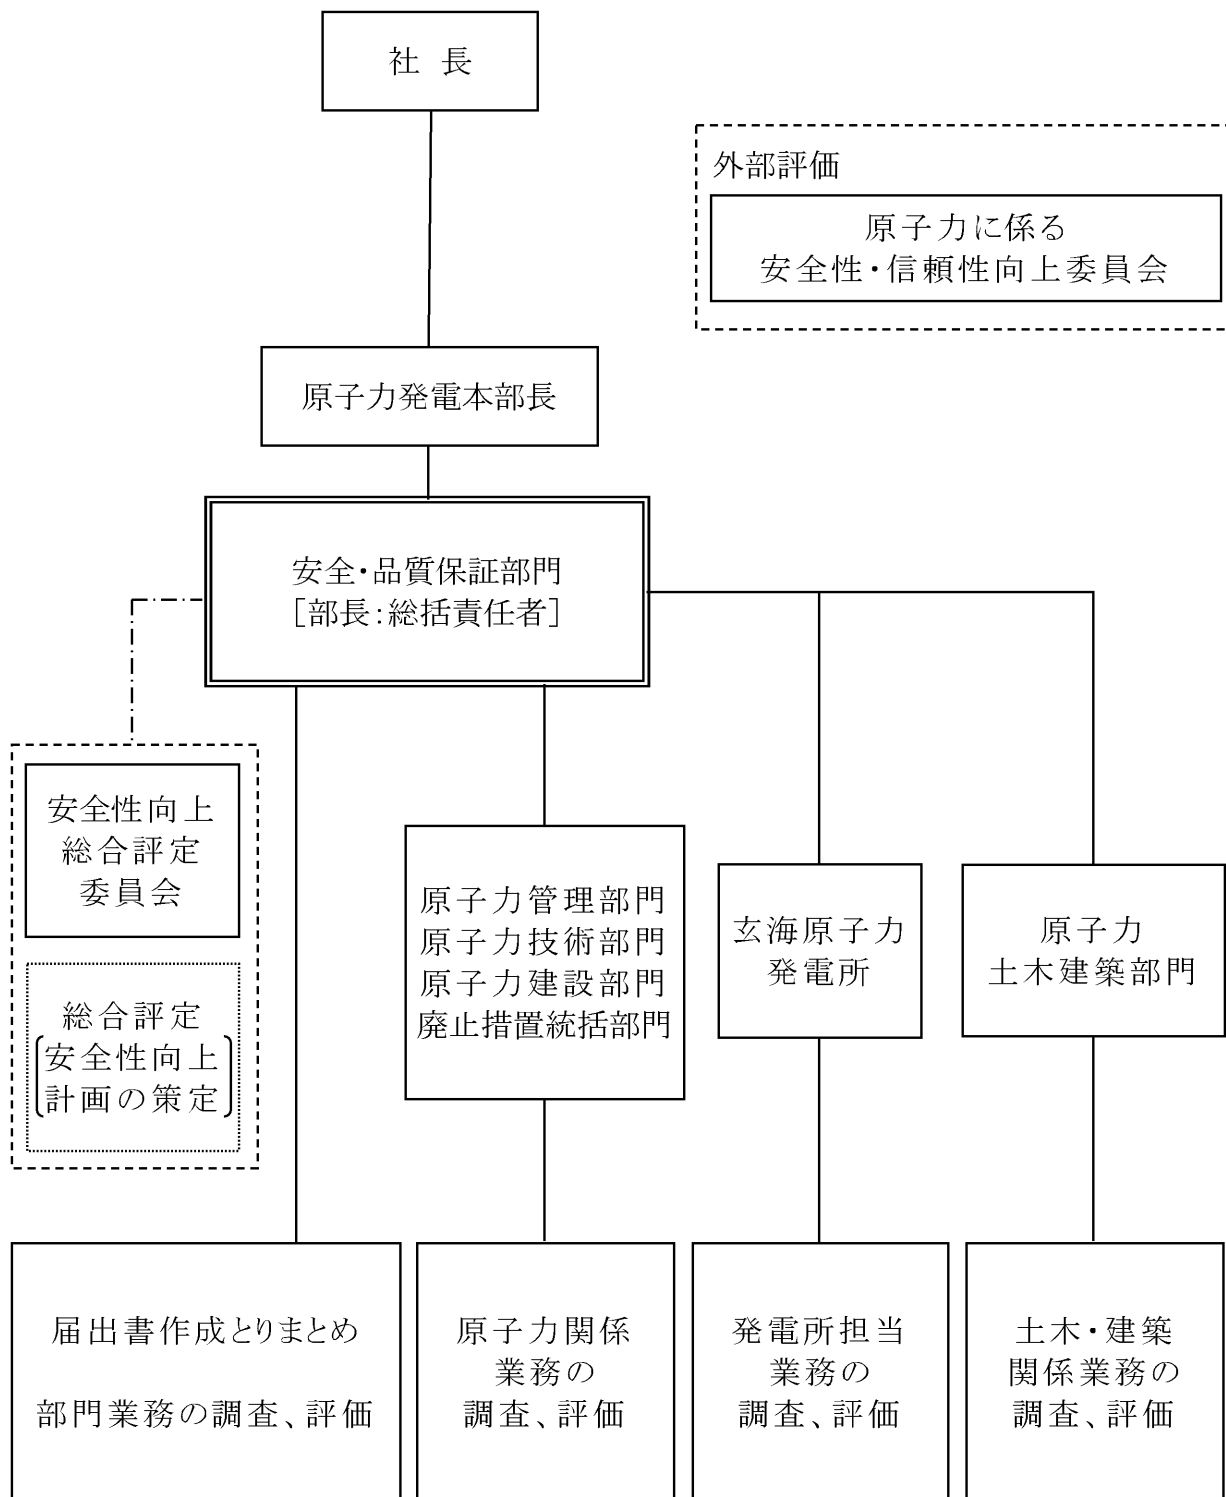 社 長
外部評価
原子力に係る
安全性・信頼性向上委員会
原子力発電本部長
安全・品質保証部門
［部長：総括責任者］
安全性向上
総合評定
委員会
総合評定
安全性向上
計画の策定
原子力管理部門
原子力技術部門
原子力建設部門
廃止措置統括部門
玄海原子力
発電所
原子力
土木建築部門
届出書作成とりまとめ
部門業務の調査、評価
原子力関係
業務の
調査、評価
発電所担当
業務の
調査、評価
土木・建築
関係業務の
調査、評価